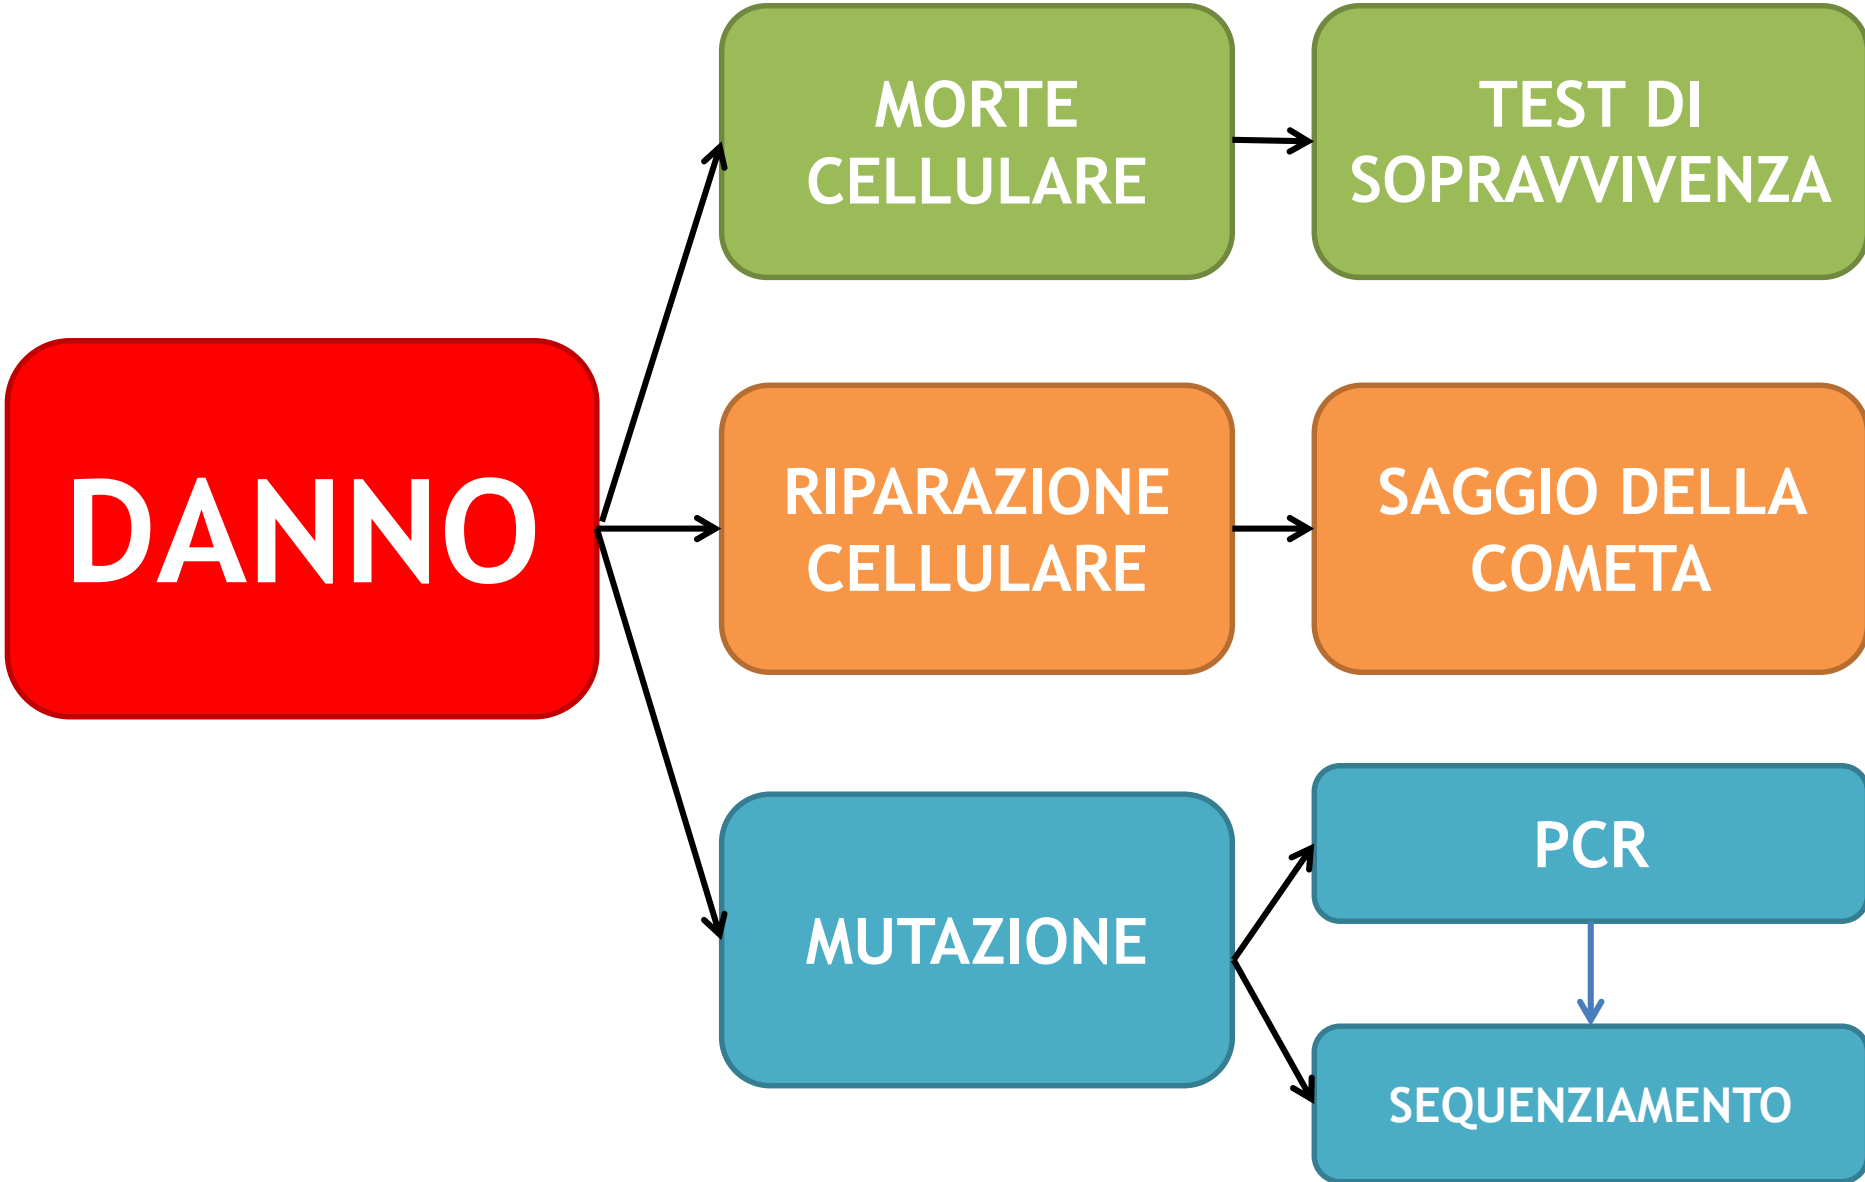 MORTE
CELLULARE
TEST DI
SOPRAVVIVENZA
DANNO
RIPARAZIONE
CELLULARE
SAGGIO DELLA
COMETA
MUTAZIONE
PCR
SEQUENZIAMENTO